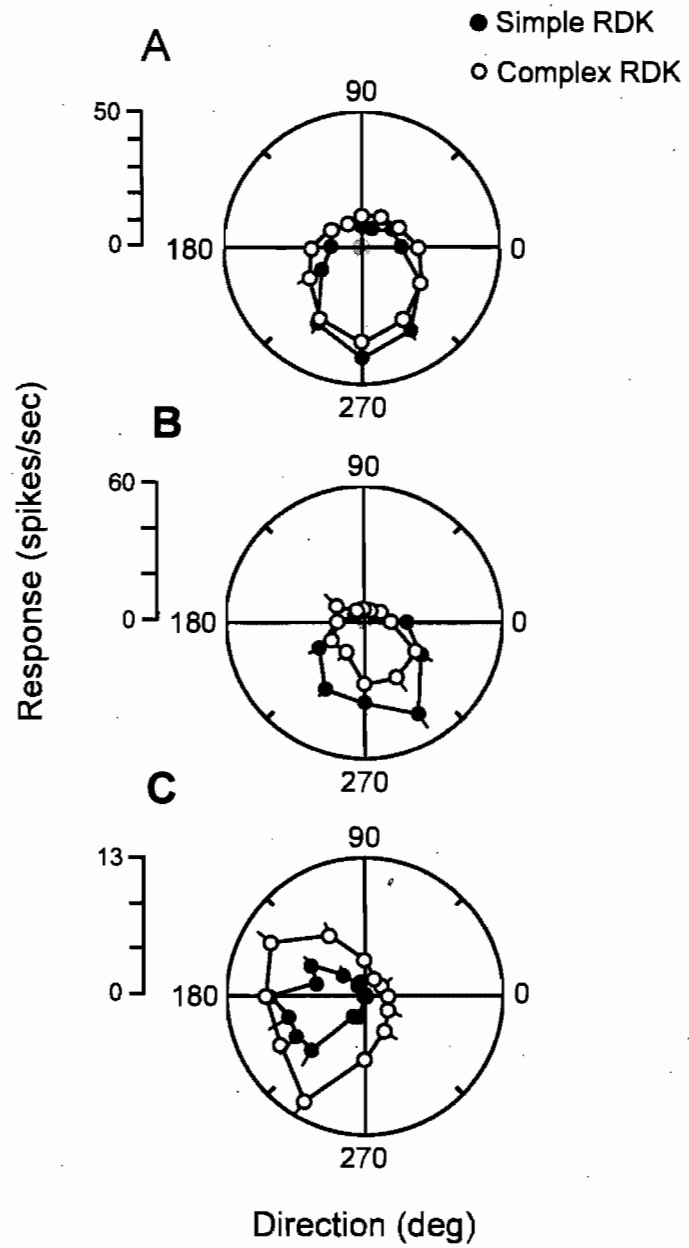 ● Simple RDK
○ Complex RDK
A
90
50
0
180
0
270
B
90
60
0
180
0
270
C
90
13
0
180
0
270
Response (spikes/sec)
Direction (deg)